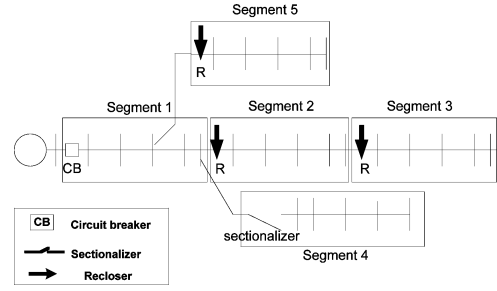 Segment 5
R
Segment 1
Segment 2
Segment 3
CB
R
R
sectionalizer
Segment 4
CB
Circuit breaker
Sectionalizer
Recloser